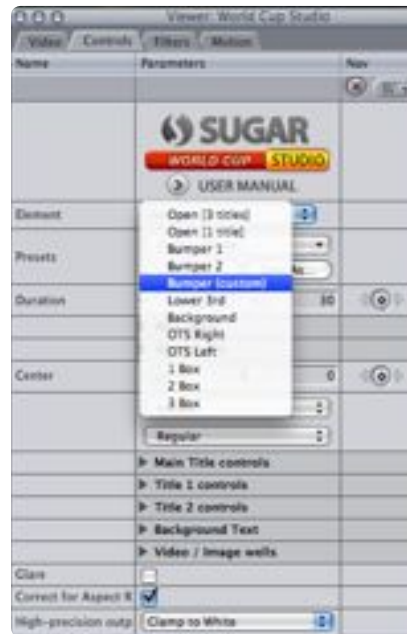 Viewer: World Cup Studio
Video Controls Filters Motion
Name Parameters Nav
SUGAR
WORLD CUP STUDIO
USER MANUAL
Element
Open [3 titles]
Open [1 title]
Bumper 1
Presets
Bumper 2
As...
Bumper [custom]
Duration
Lower 3rd
30
Background
OTS Right
OTS Left
Center
1 Box
0
2 Box
3 Box
Regular
Main Title controls
Title 1 controls
Title 2 controls
Background Text
Video / Image wells
Glare
Correct for Aspect R
High-precision outp Clamp to White